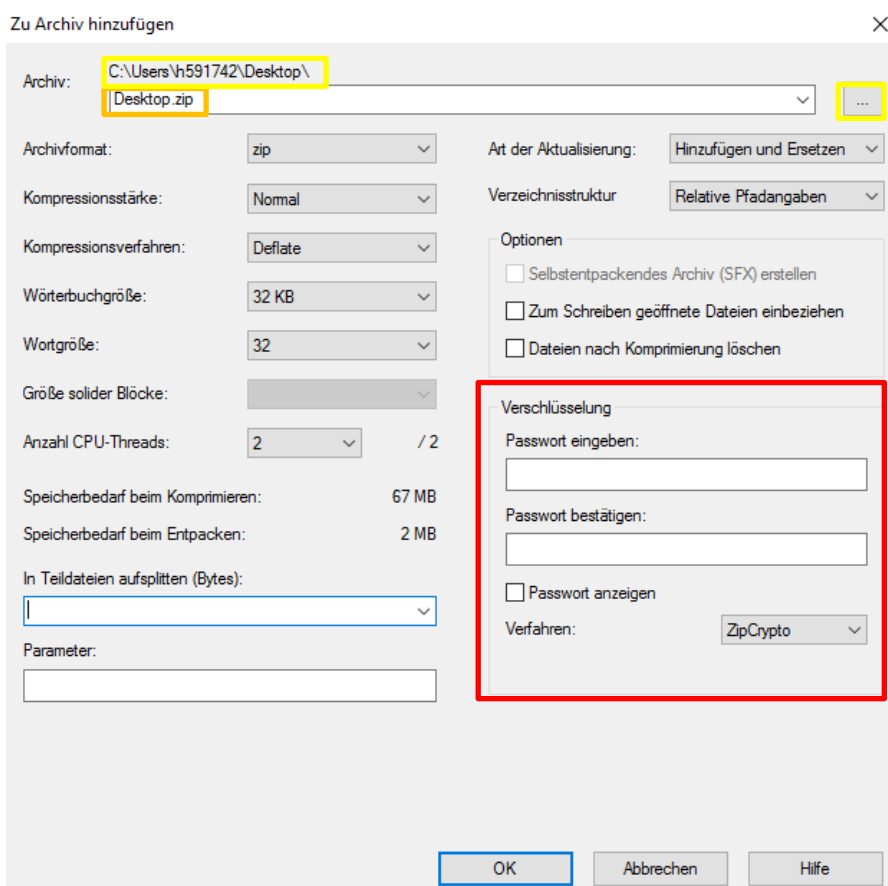 Zu Archiv hinzufügen
Archiv:
C:\Users\h591742\Desktop\
Desktop.zip
...
Archivformat:
zip
Kompressionsstärke:
Normal
Kompressionsverfahren:
Deflate
Wörterbuchgröße:
32 KB
Wortgröße:
32
Größe solider Blöcke:
Anzahl CPU-Threads:
2
/ 2
Speicherbedarf beim Komprimieren:
67 MB
Speicherbedarf beim Entpacken:
2 MB
In Teildateien aufsplitten (Bytes):
Parameter:
Art der Aktualisierung:
Hinzufügen und Ersetzen
Verzeichnisstruktur
Relative Pfadangaben
Optionen
Selbstentpackendes Archiv (SFX) erstellen
Zum Schreiben geöffnete Dateien einbeziehen
Dateien nach Komprimierung löschen
Verschlüsselung
Passwort eingeben:
Passwort bestätigen:
Passwort anzeigen
Verfahren:
ZipCrypto
OK
Abbrechen
Hilfe